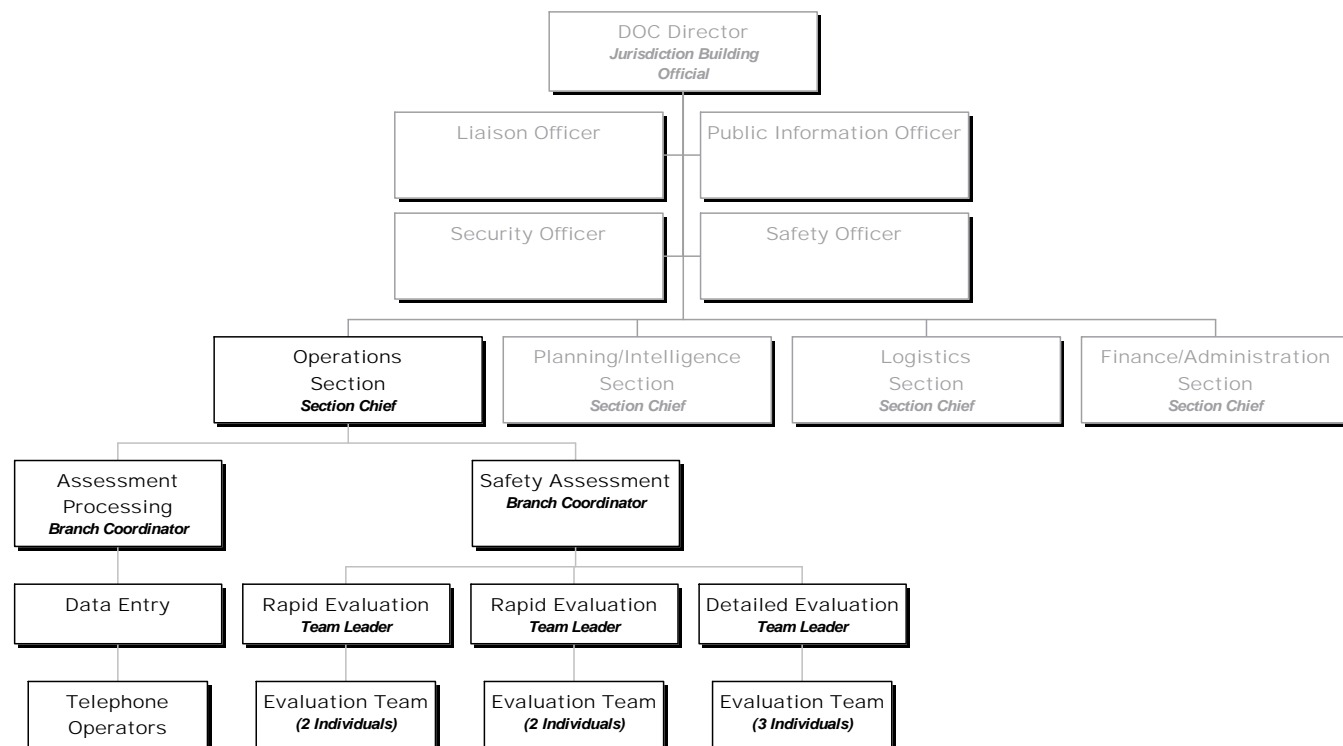 DOC Director
Jurisdiction Building
Official
Liaison Officer
Public Information Officer
Security Officer
Safety Officer
Operations
Section
Section Chief
Planning/Intelligence
Section
Section Chief
Logistics
Section
Section Chief
Finance/Administration
Section
Section Chief
Assessment
Processing
Branch Coordinator
Safety Assessment
Branch Coordinator
Data Entry
Rapid Evaluation
Team Leader
Rapid Evaluation
Team Leader
Detailed Evaluation
Team Leader
Telephone
Operators
Evaluation Team
(2 Individuals)
Evaluation Team
(2 Individuals)
Evaluation Team
(3 Individuals)